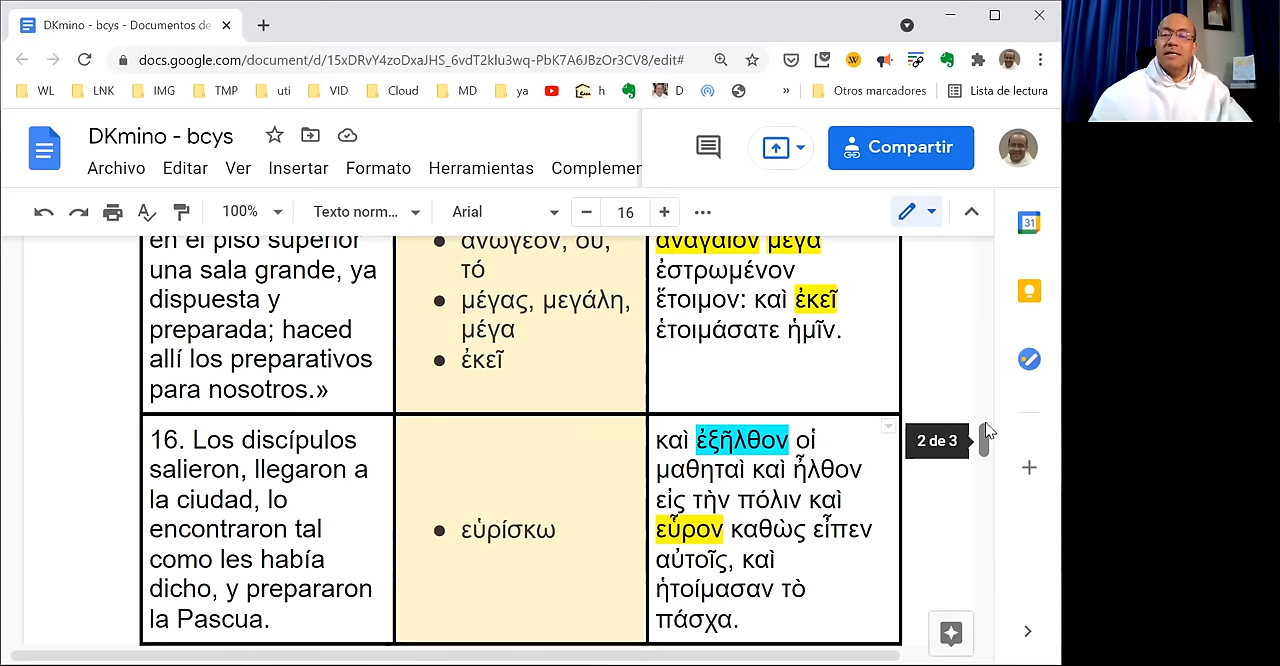 DKmino - bcys - Documentos de
docs.google.com/document/d/15xDRvY4zoDxaJHS_6vdT2klu3wq-PbK7A6JBzOr3CV8/edit#
WL LNK IMG TMP uti VID Cloud MD ya h D » Otros marcadores Lista de lectura
DKmino - bcys
Compartir
Archivo Editar Ver Insertar Formato Herramientas Complemen
100% Texto norm... Arial 16
31
en el piso superior
una sala grande, ya
dispuesta y
preparada; haced
allí los preparativos
para nosotros.»
● ἀνώγεον, ου,
τό
● μέγας, μεγάλη,
μέγα
● ἐκεῖ
ἀνάγαιον μέγα
ἐστρωμένον
ἕτοιμον: καὶ ἐκεῖ
ἑτοιμάσατε ἡμῖν.
16. Los discípulos
salieron, llegaron a
la ciudad, lo
encontraron tal
como les había
dicho, y prepararon
la Pascua.
● εὑρίσκω
καὶ ἐξῆλθον οἱ
μαθηταὶ καὶ ἦλθον
εἰς τὴν πόλιν καὶ
εὗρον καθὼς εἶπεν
αὐτοῖς, καὶ
ἡτοίμασαν τὸ
πάσχα.
2 de 3